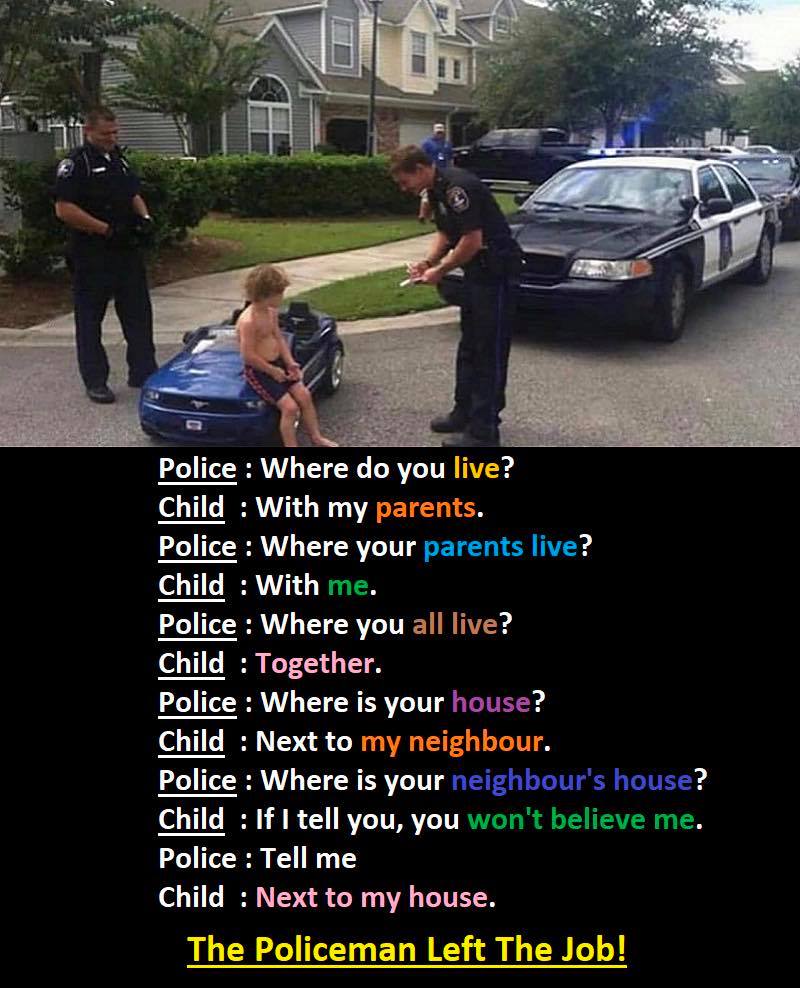 Police : Where do you live?
Child : With my parents.
Police : Where your parents live?
Child : With me.
Police : Where you all live?
Child : Together.
Police : Where is your house?
Child : Next to my neighbour.
Police : Where is your neighbour's house?
Child : If I tell you, you won't believe me.
Police : Tell me
Child : Next to my house.
The Policeman Left The Job!